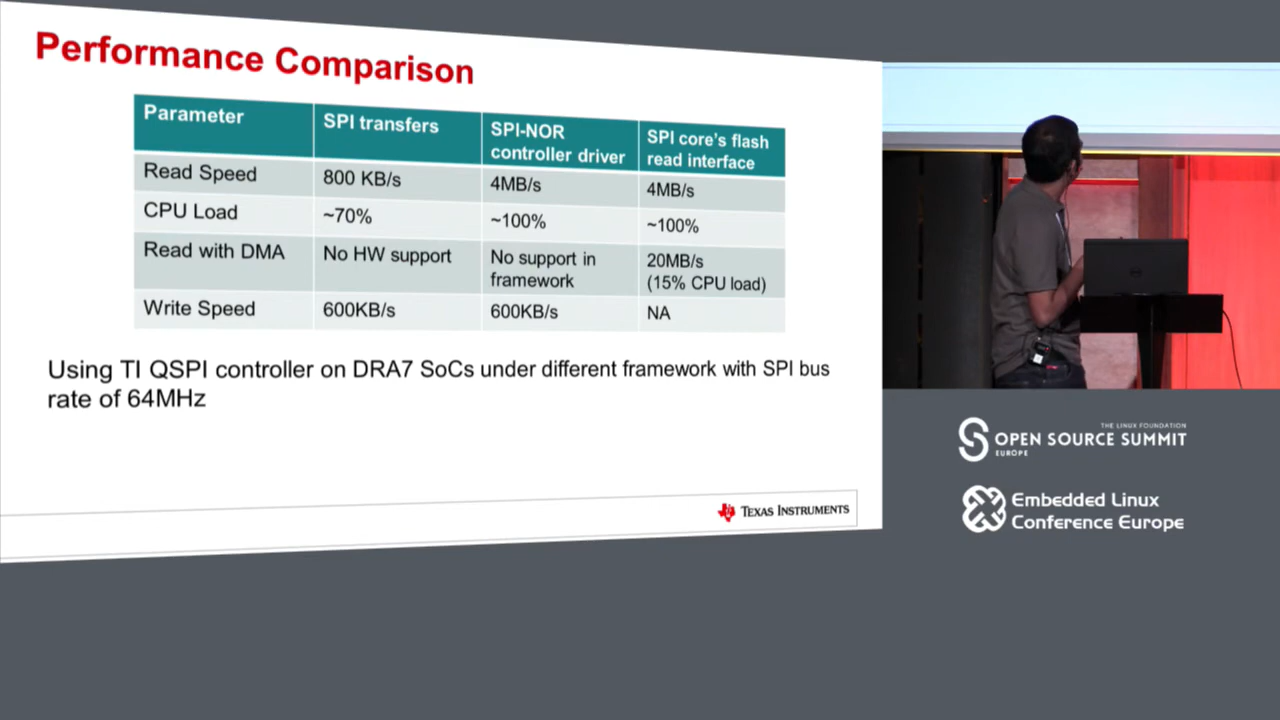 Performance Comparison
Parameter
SPI transfers
SPI-NOR
controller driver
SPI core's flash
read interface
Read Speed
800 KB/s
4MB/s
4MB/s
CPU Load
~70%
~100%
~100%
Read with DMA
No HW support
No support in
framework
20MB/s
(15% CPU load)
Write Speed
600KB/s
600KB/s
NA
Using TI QSPI controller on DRA7 SoCs under different framework with SPI bus
rate of 64MHz
TEXAS INSTRUMENTS
THE LINUX FOUNDATION
OPEN SOURCE SUMMIT
EUROPE
Embedded Linux
Conference Europe